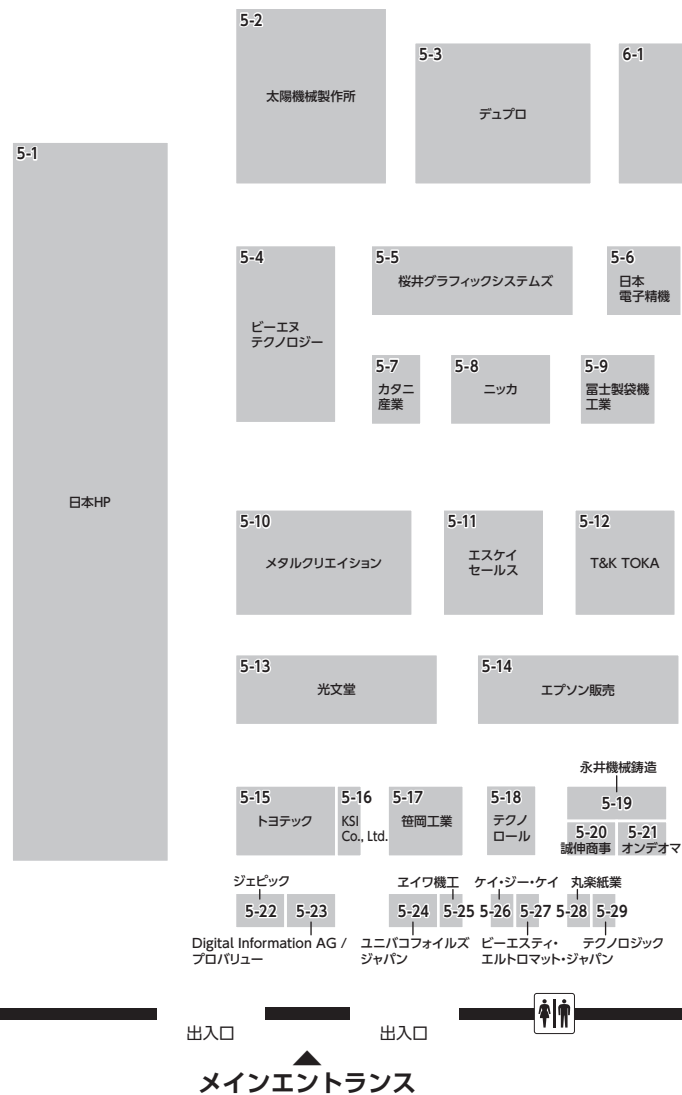 5-2
太陽機械製作所
5-3
デュプロ
6-1
5-1
日本HP
5-4
ビーエヌ
テクノロジー
5-5
桜井グラフィックシステムズ
5-6
日本
電子精機
5-7
カタニ
産業
5-8
ニッカ
5-9
冨士製袋機
工業
5-10
メタルクリエイション
5-11
エスケイ
セールス
5-12
T&K TOKA
5-13
光文堂
5-14
エプソン販売
5-15
トヨテック
5-16
KSI
Co., Ltd.
5-17
笹岡工業
5-18
テクノ
ロール
永井機械鋳造
5-19
5-20
誠伸商事
5-21
オンデオマ
ジェピック
5-22
5-23
Digital Information AG /
プロバリュー
5-24
ユニバコフォイルズ
ジャパン
ヱイワ機工
5-25
ケイ・ジー・ケイ
5-26
5-27
ビーエスティ・
エルトロマット・ジャパン
丸楽紙業
5-28
5-29
テクノロジック
出入口
出入口
メインエントランス